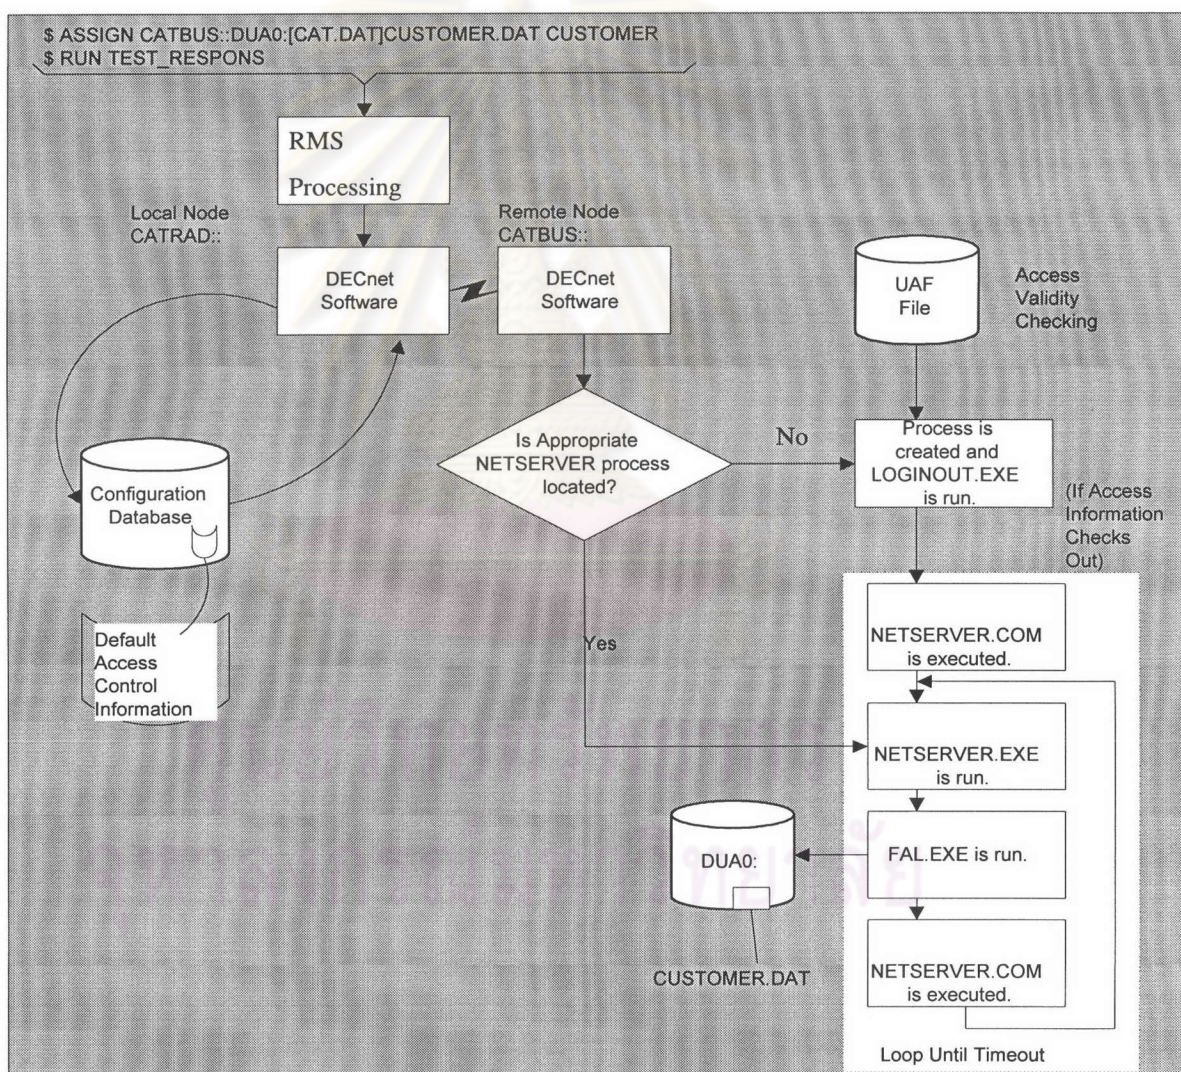 $ ASSIGN CATBUS::DUA0:[CAT.DAT]CUSTOMER.DAT CUSTOMER
$ RUN TEST_RESPONS
RMS
Processing
Local Node
CATRAD::
Remote Node
CATBUS::
DECnet
Software
DECnet
Software
UAF
File
Access
Validity
Checking
Is Appropriate
NETSERVER process
located?
No
Process is
created and
LOGINOUT.EXE
is run.
(If Access
Information
Checks
Out)
Configuration
Database
Default
Access
Control
Information
Yes
NETSERVER.COM
is executed.
NETSERVER.EXE
is run.
FAL.EXE is run.
DUA0:
CUSTOMER.DAT
NETSERVER.COM
is executed.
Loop Until Timeout